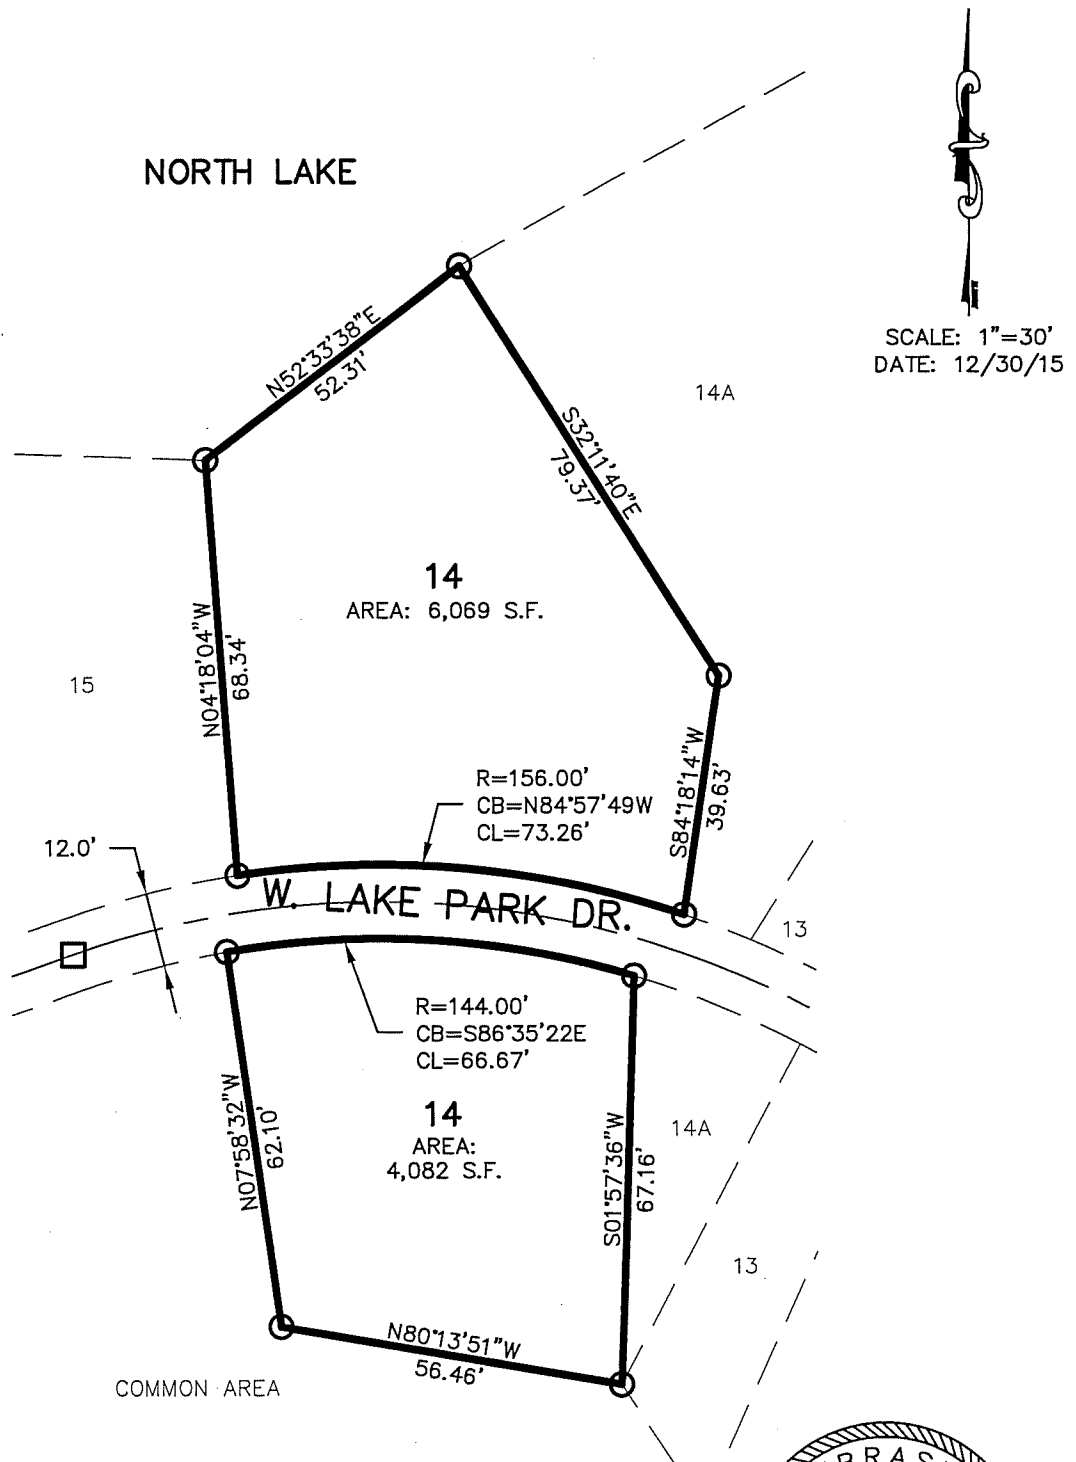 NORTH LAKE
SCALE: 1"=30'
DATE: 12/30/15
N52°33'38"E
52.31'
14A
S32°11'40"E
79.37'
14
AREA: 6,069 S.F.
N04°18'04"W
68.34'
15
R=156.00'
CB=N84°57'49W
CL=73.26'
S84°18'14"W
39.63'
12.0'
W. LAKE PARK DR.
13
R=144.00'
CB=S86°35'22E
CL=66.67'
14
AREA:
4,082 S.F.
N07°58'32"W
62.10'
S01°57'36"W
67.16'
14A
13
N80°13'51"W
56.46'
COMMON AREA
BRAS